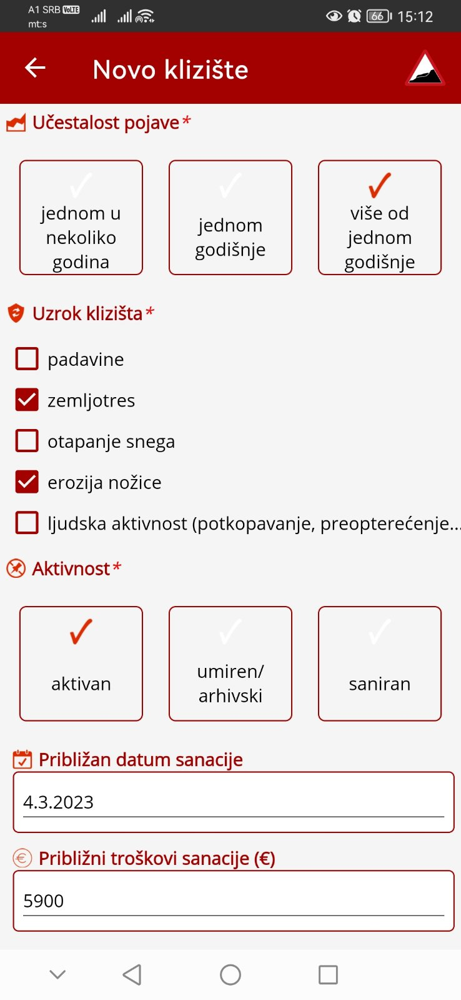 A1 SRB VoLTE
mt:s
66
15:12
Novo klizište
Učestalost pojave*
jednom u
nekoliko
godina
jednom
godišnje
više od
jednom
godišnje
Uzrok klizišta*
padavine
zemljotres
otapanje snega
erozija nožice
ljudska aktivnost (potkopavanje, preopterećenje...
Aktivnost*
aktivan
umiren/
arhivski
saniran
Približan datum sanacije
4.3.2023
Približni troškovi sanacije (€)
5900